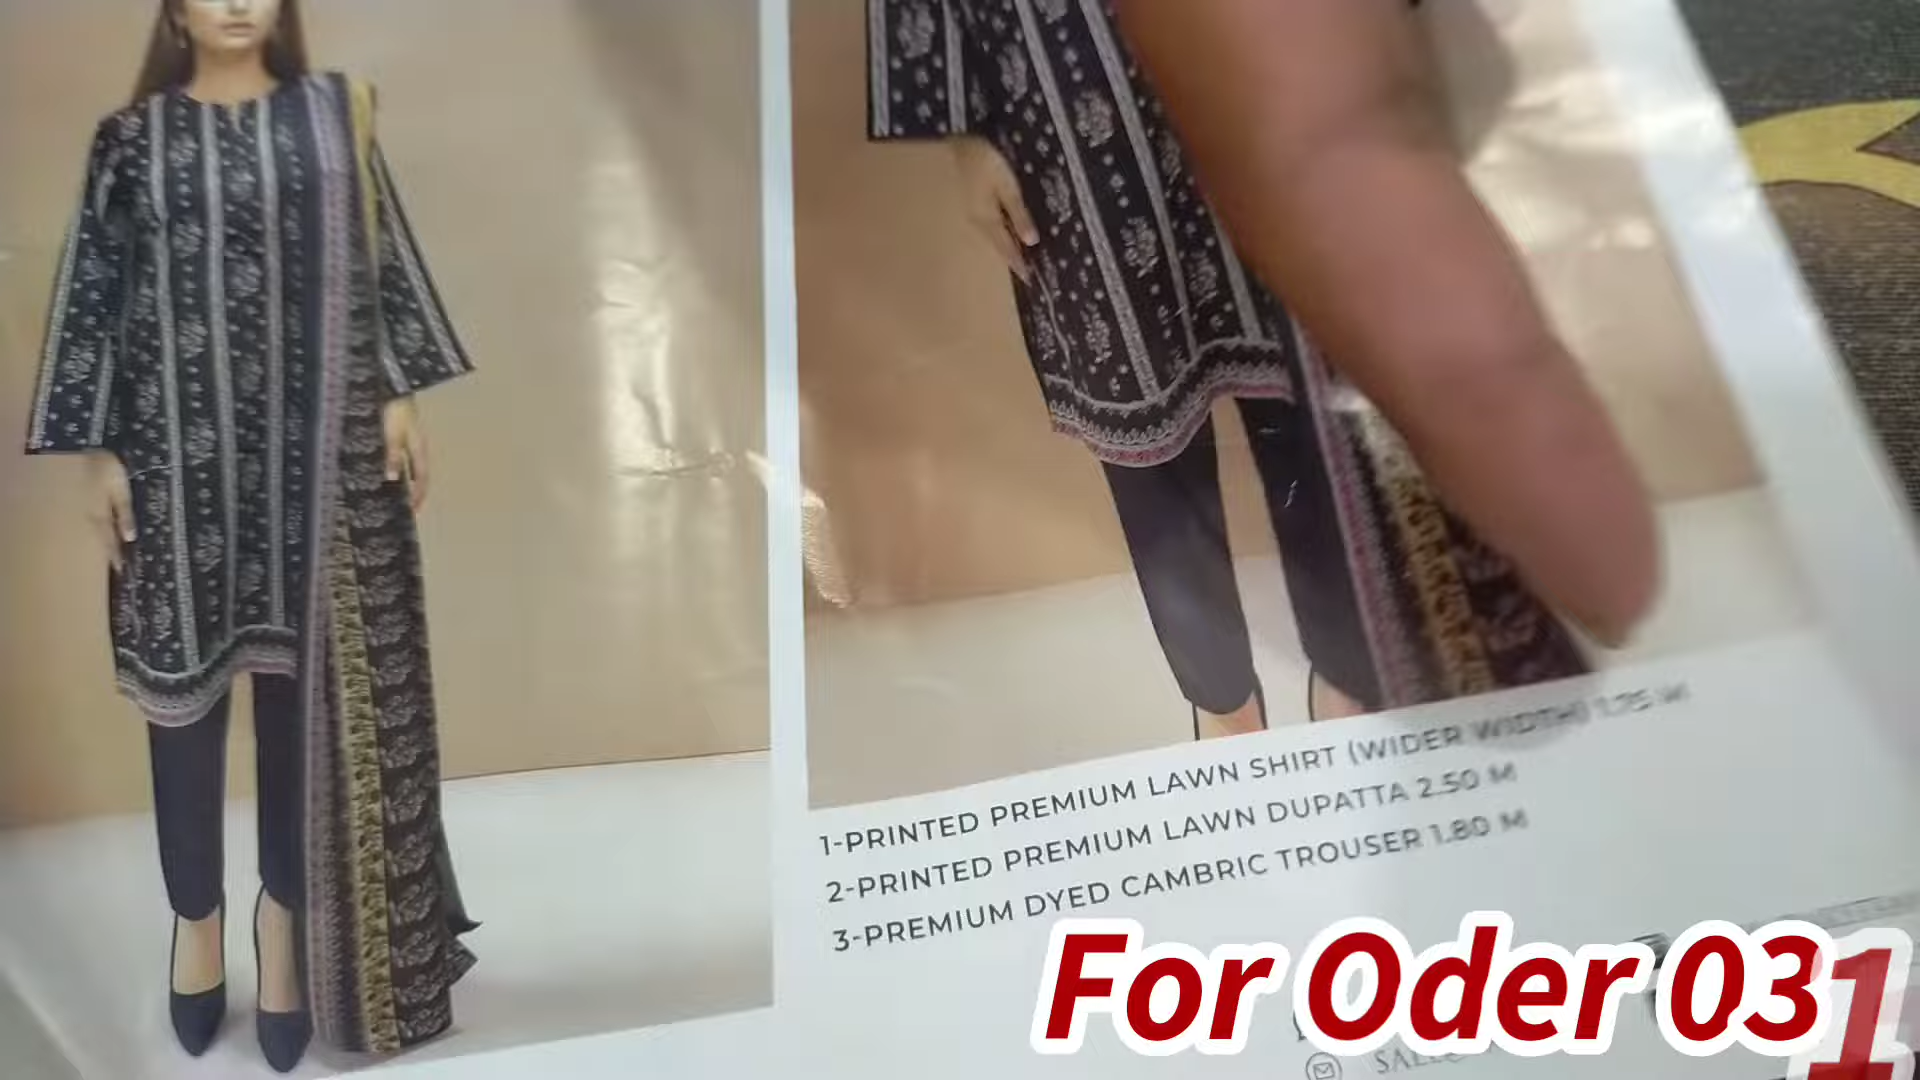 1-PRINTED PREMIUM LAWN SHIRT (WIDER WIDTH) 1.75 M
2-PRINTED PREMIUM LAWN DUPATTA 2.50 M
3-PREMIUM DYED CAMBRIC TROUSER 1.80 M
For Oder 031